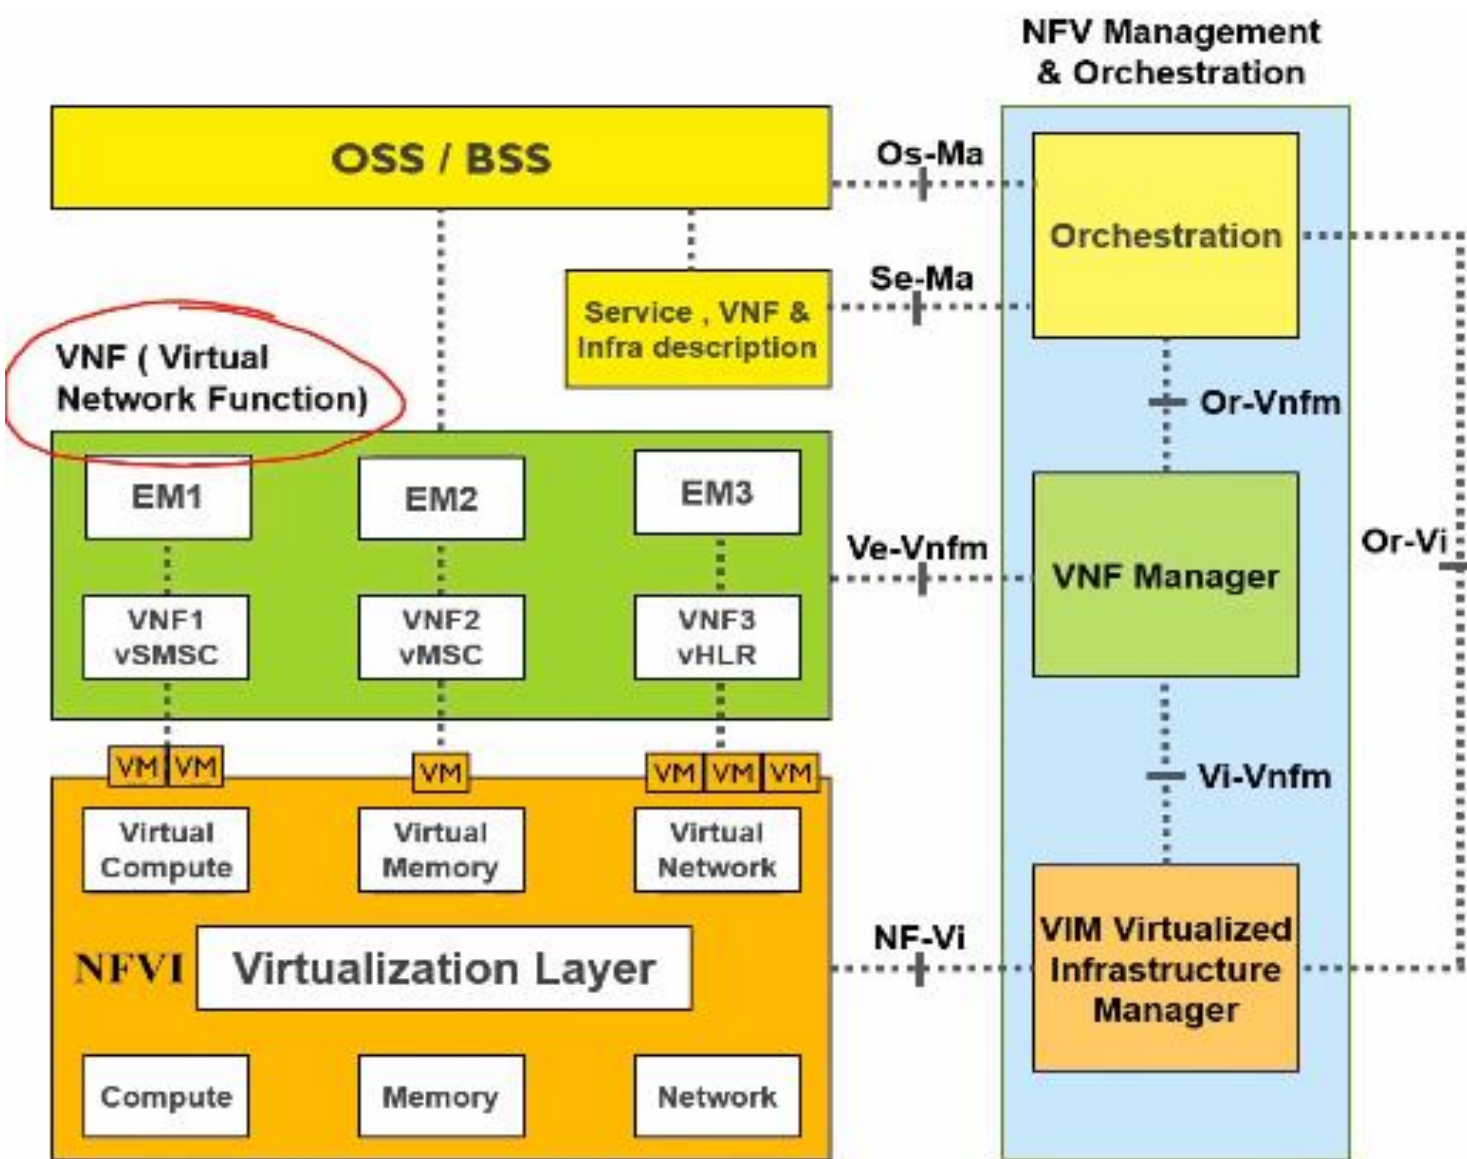 NFV Management
& Orchestration
OSS / BSS
Os-Ma
Orchestration
Se-Ma
Service , VNF &
Infra description
VNF ( Virtual
Network Function)
Or-Vnfm
EM1
EM2
EM3
Ve-Vnfm
VNF Manager
Or-Vi
VNF1
vSMSC
VNF2
vMSC
VNF3
vHLR
VM VM
VM
VM VM VM
Vi-Vnfm
Virtual
Compute
Virtual
Memory
Virtual
Network
NFVI
Virtualization Layer
NF-Vi
VIM Virtualized
Infrastructure
Manager
Compute
Memory
Network